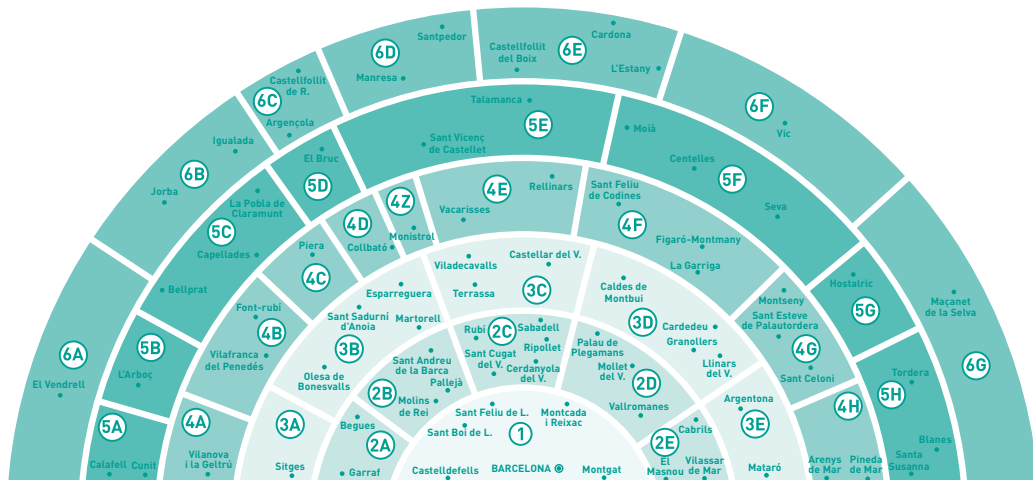 Santpedor
6D
Manresa
Castellfollit
del Boix
6E
Cardona
L'Estany
Castellfollit
de R.
6C
Argençola
6F
Vic
Talamanca
5E
Sant Vicenç
de Castellet
Moià
Centelles
5F
Seva
Igualada
6B
Jorba
El Bruc
5D
La Pobla de
Claramunt
5C
Capellades
Bellprat
4Z
Monistrol
4D
Collbató
4E
Rellinars
Vacarisses
Sant Feliu
de Codines
4F
Figaró-Montmany
La Garriga
Piera
4C
Font-rubí
4B
Vilafranca
del Penedés
Viladecavalls
Castellar del V.
Terrassa
3C
Esparreguera
Sant Sadurní
d'Anoia
Martorell
3B
Olesa de
Bonesvalls
Caldes de
Montbui
3D
Cardedeu
Granollers
Llinars
del V.
Hostalric
5G
Montseny
Sant Esteve
de Palautordera
4G
Sant Celoni
Maçanet
de la Selva
6G
6A
El Vendrell
5B
L'Arboç
5A
Calafell
Cunit
4A
Vilanova
i la Geltrú
3A
Sitges
Rubí
2C
Sabadell
Ripollet
Sant Cugat
del V.
Cerdanyola
del V.
Sant Andreu
de la Barca
Pallejà
2B
Molins
de Rei
Begues
2A
Garraf
Palau de
Plegamans
Mollet
del V.
2D
Vallromanes
2E
Cabrils
El
Masnou
Vilassar
de Mar
Argentona
3E
Mataró
Tordera
5H
Blanes
Santa
Susanna
4H
Arenys
de Mar
Pineda
de Mar
Sant Feliu de L.
Montcada
i Reixac
Sant Boi de L.
1
Castelldefells
BARCELONA
Montgat